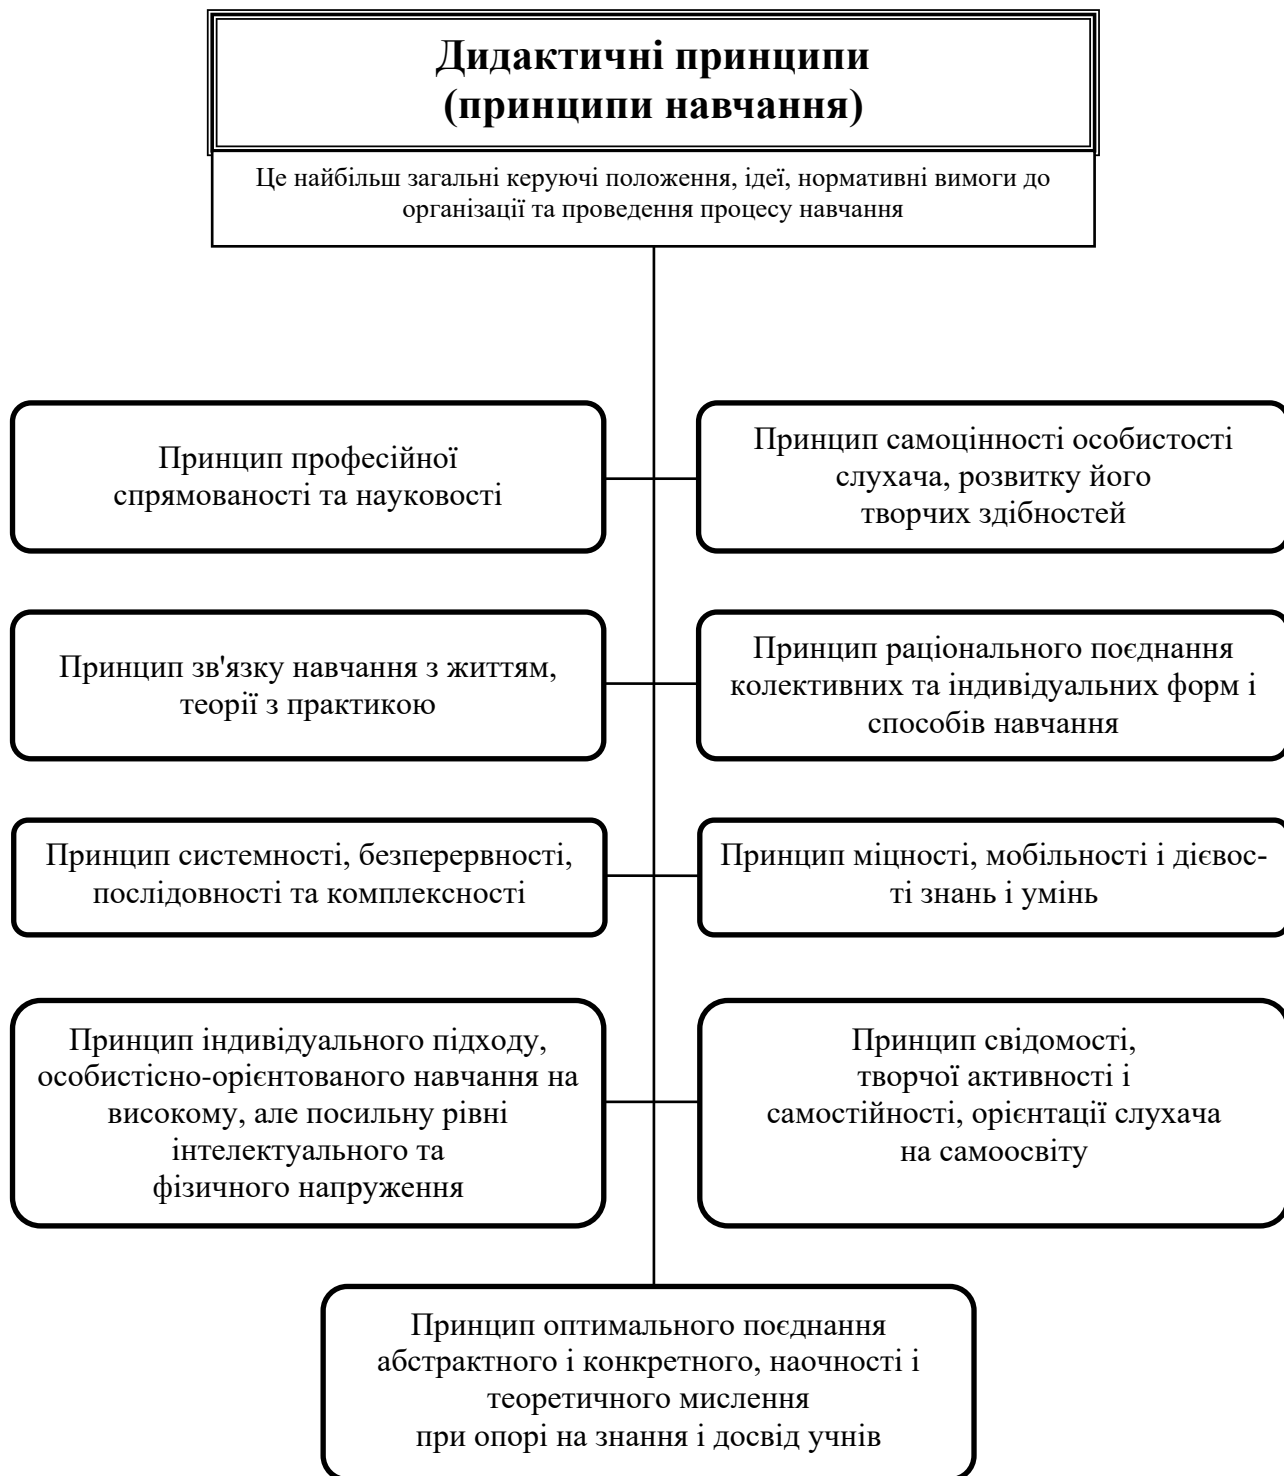 Дидактичні принципи
(принципи навчання)
Це найбільш загальні керуючі положення, ідеї, нормативні вимоги до
організації та проведення процесу навчання
Принцип професійної
спрямованості та науковості
Принцип самоцінності особистості
слухача, розвитку його
творчих здібностей
Принцип зв'язку навчання з життям,
теорії з практикою
Принцип раціонального поєднання
колективних та індивідуальних форм і
способів навчання
Принцип системності, безперервності,
послідовності та комплексності
Принцип міцності, мобільності і дієвос-
ті знань і умінь
Принцип індивідуального підходу,
особистісно-орієнтованого навчання на
високому, але посильну рівні
інтелектуального та
фізичного напруження
Принцип свідомості,
творчої активності і
самостійності, орієнтації слухача
на самоосвіту
Принцип оптимального поєднання
абстрактного і конкретного, наочності і
теоретичного мислення
при опорі на знання і досвід учнів